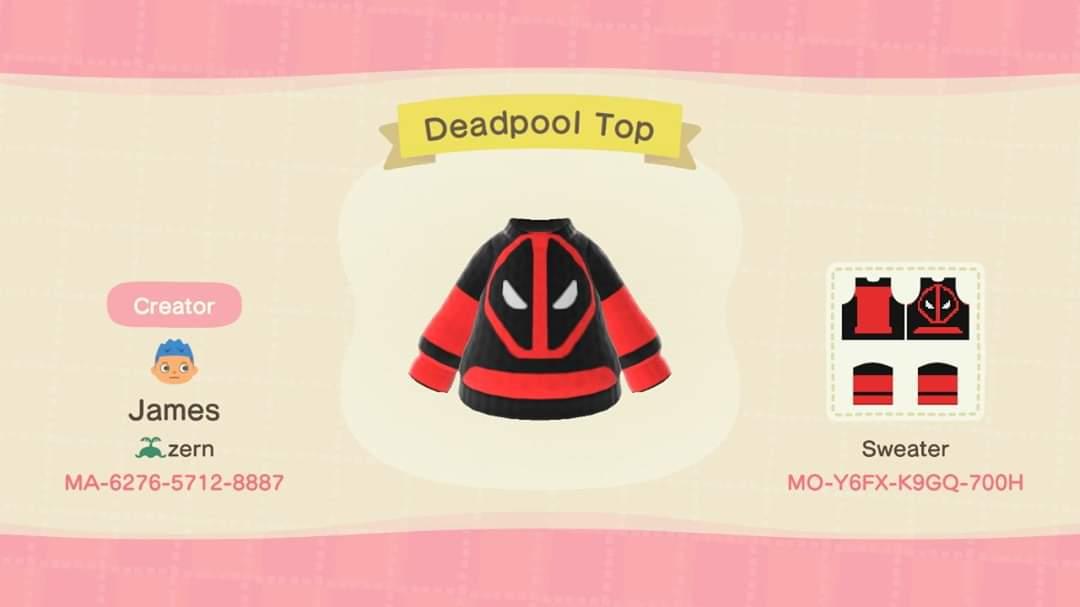 Deadpool Top
Creator
James
zern
MA-6276-5712-8887
Sweater
MO-Y6FX-K9GQ-700H